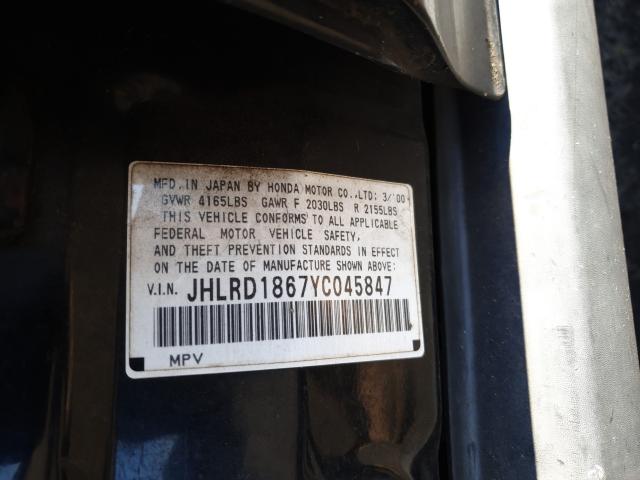 MFD. IN JAPAN BY HONDA MOTOR CO., LTD: 3/'00
GVWR 4165LBS GAWR F 2030LBS R 2155LBS
THIS VEHICLE CONFORMS TO ALL APPLICABLE
FEDERAL MOTOR VEHICLE SAFETY,
AND THEFT PREVENTION STANDARDS IN EFFECT
ON THE DATE OF MANUFACTURE SHOWN ABOVE:
V.I.N. JHLRD1867YC045847
MPV